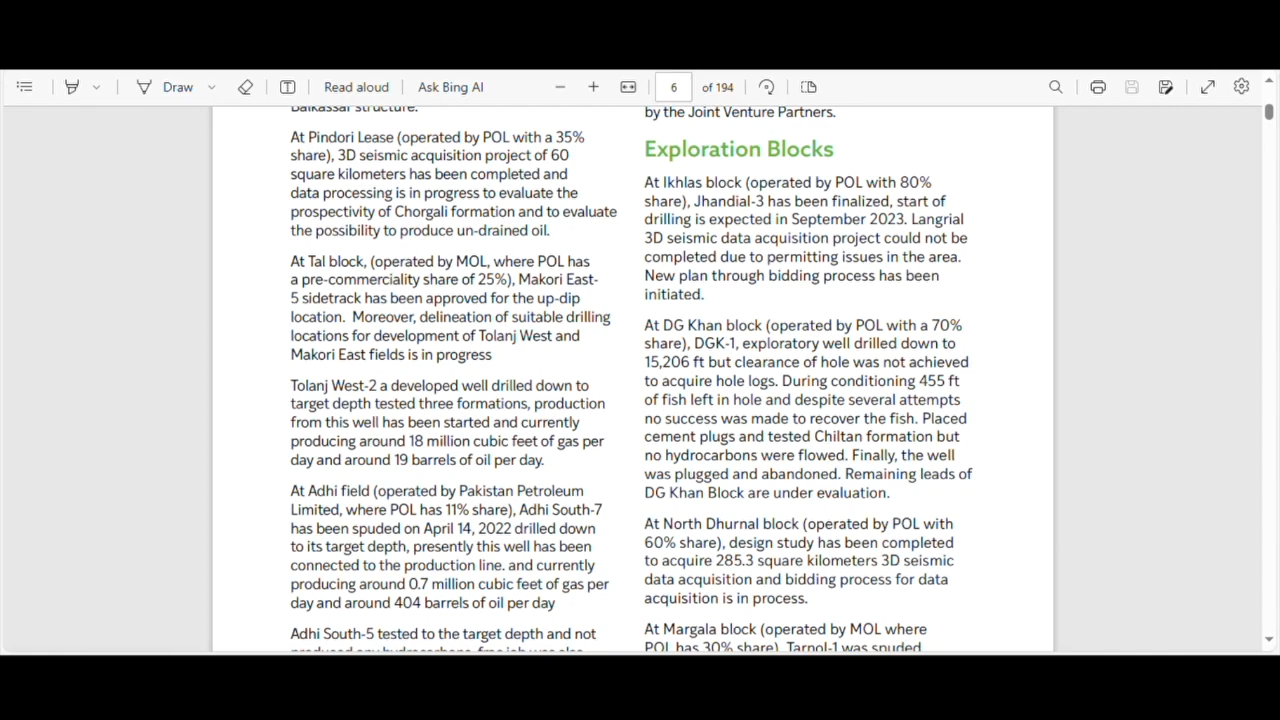 Draw
Read aloud
Ask Bing AI
6
of 194
Balkassar structure.
At Pindori Lease (operated by POL with a 35%
share), 3D seismic acquisition project of 60
square kilometers has been completed and
data processing is in progress to evaluate the
prospectivity of Chorgali formation and to evaluate
the possibility to produce un-drained oil.
At Tal block, (operated by MOL, where POL has
a pre-commerciality share of 25%), Makori East-
5 sidetrack has been approved for the up-dip
location. Moreover, delineation of suitable drilling
locations for development of Tolanj West and
Makori East fields is in progress
Tolanj West-2 a developed well drilled down to
target depth tested three formations, production
from this well has been started and currently
producing around 18 million cubic feet of gas per
day and around 19 barrels of oil per day.
At Adhi field (operated by Pakistan Petroleum
Limited, where POL has 11% share), Adhi South-7
has been spuded on April 14, 2022 drilled down
to its target depth, presently this well has been
connected to the production line. and currently
producing around 0.7 million cubic feet of gas per
day and around 404 barrels of oil per day
Adhi South-5 tested to the target depth and not
by the Joint Venture Partners.
Exploration Blocks
At Ikhlas block (operated by POL with 80%
share), Jhandial-3 has been finalized, start of
drilling is expected in September 2023. Langrial
3D seismic data acquisition project could not be
completed due to permitting issues in the area.
New plan through bidding process has been
initiated.
At DG Khan block (operated by POL with a 70%
share), DGK-1, exploratory well drilled down to
15,206 ft but clearance of hole was not achieved
to acquire hole logs. During conditioning 455 ft
of fish left in hole and despite several attempts
no success was made to recover the fish. Placed
cement plugs and tested Chiltan formation but
no hydrocarbons were flowed. Finally, the well
was plugged and abandoned. Remaining leads of
DG Khan Block are under evaluation.
At North Dhurnal block (operated by POL with
60% share), design study has been completed
to acquire 285.3 square kilometers 3D seismic
data acquisition and bidding process for data
acquisition is in process.
At Margala block (operated by MOL where
POL has 30% share), Tarnol-1 was spuded